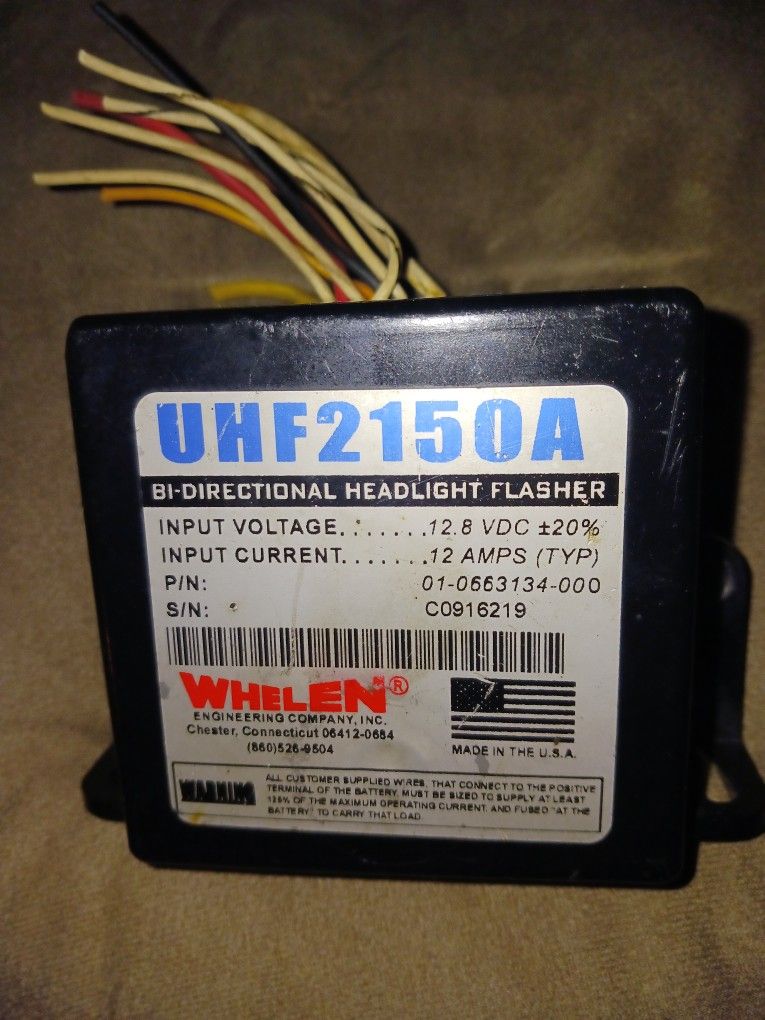 UHF2150A
BI-DIRECTIONAL HEADLIGHT FLASHER
INPUT VOLTAGE.......12.8 VDC ±20%
INPUT CURRENT.......12 AMPS (TYP)
P/N: 01-0663134-000
S/N: C0916219
WHELEN®
ENGINEERING COMPANY, INC.
Chester, Connecticut 06412-0684
(860)526-9504
MADE IN THE U.S.A.
WARNING
ALL CUSTOMER SUPPLIED WIRES, THAT CONNECT TO THE POSITIVE
TERMINAL OF THE BATTERY, MUST BE SIZED TO SUPPLY AT LEAST
125% OF THE MAXIMUM OPERATING CURRENT, AND FUSED "AT THE
BATTERY" TO CARRY THAT LOAD.